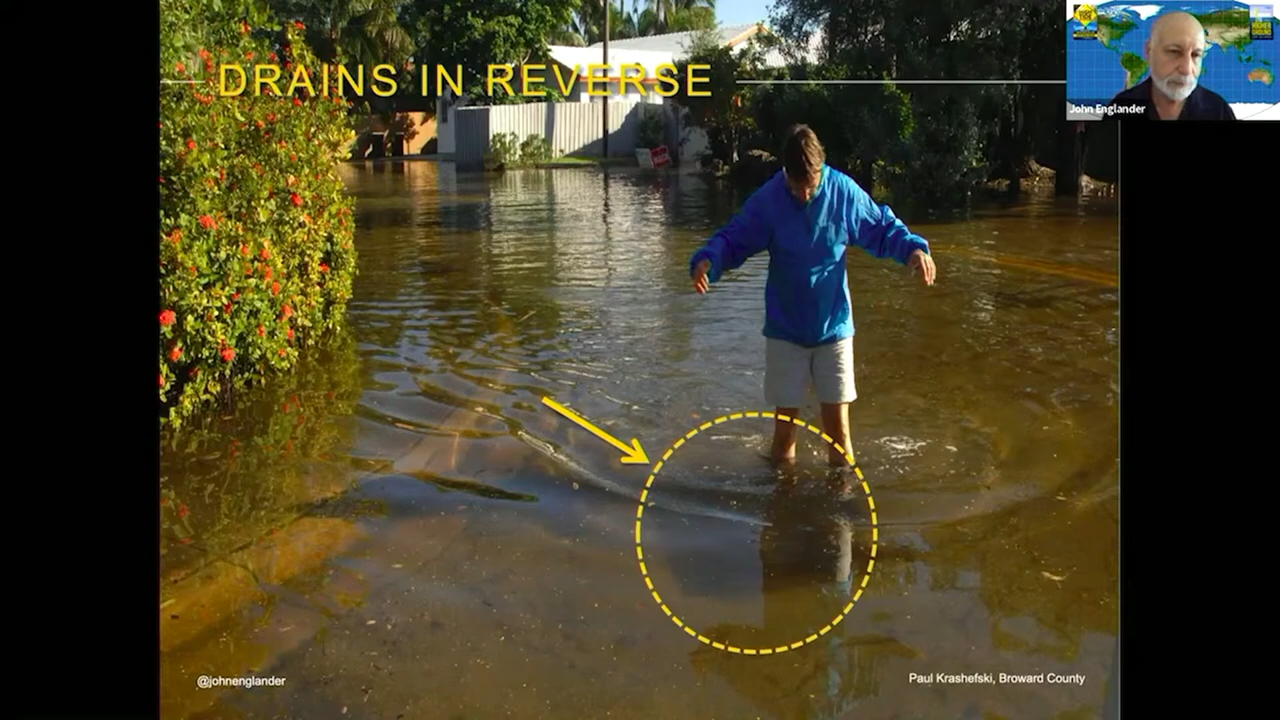 DRAINS IN REVERSE
John Englander
@johnenglander
Paul Krashefski, Broward County